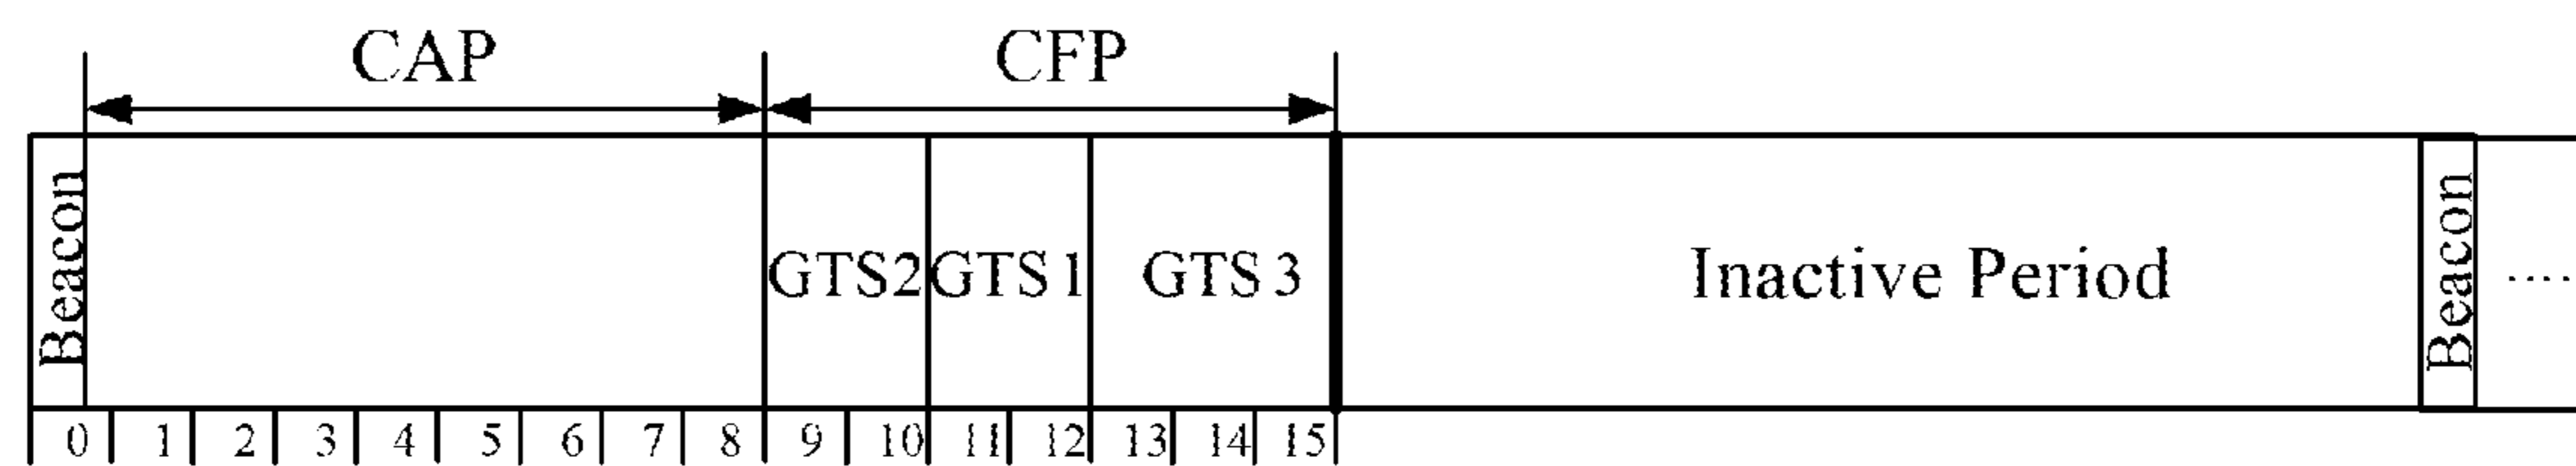 CAP CFP
Beacon GTS2 GTS 1 GTS 3 Inactive Period Beacon ....
0 1 2 3 4 5 6 7 8 9 10 11 12 13 14 15